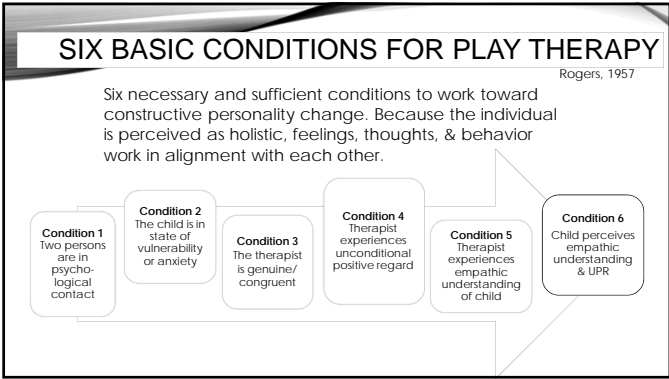 SIX BASIC CONDITIONS FOR PLAY THERAPY
Rogers, 1957
Six necessary and sufficient conditions to work toward
constructive personality change. Because the individual
is perceived as holistic, feelings, thoughts, & behavior
work in alignment with each other.
Condition 1
Two persons
are in
psycho-
logical
contact
Condition 2
The child is in
state of
vulnerability
or anxiety
Condition 3
The therapist
is genuine/
congruent
Condition 4
Therapist
experiences
unconditional
positive regard
Condition 5
Therapist
experiences
empathic
understanding
of child
Condition 6
Child perceives
empathic
understanding
& UPR